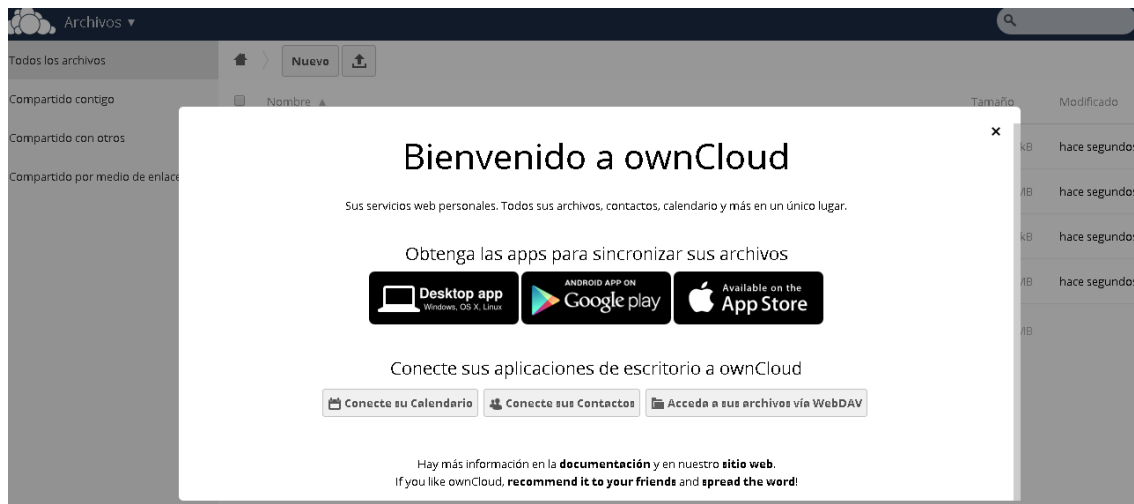 Archivos ▾
Todos los archivos
Nuevo
Compartido contigo
Nombre ▲ Tamaño Modificado
Compartido con otros
Compartido por medio de enlace
×
Bienvenido a ownCloud
Sus servicios web personales. Todos sus archivos, contactos, calendario y más en un único lugar.
Obtenga las apps para sincronizar sus archivos
Desktop app
Windows, OS X, Linux
ANDROID APP ON
Google play
Available on the
App Store
Conecte sus aplicaciones de escritorio a ownCloud
Conecte su Calendario Conecte sus Contactos Acceda a sus archivos vía WebDAV
Hay más información en la documentación y en nuestro sitio web.
If you like ownCloud, recommend it to your friends and spread the word!
kB hace segundos
MB hace segundos
kB hace segundos
MB hace segundos
MB